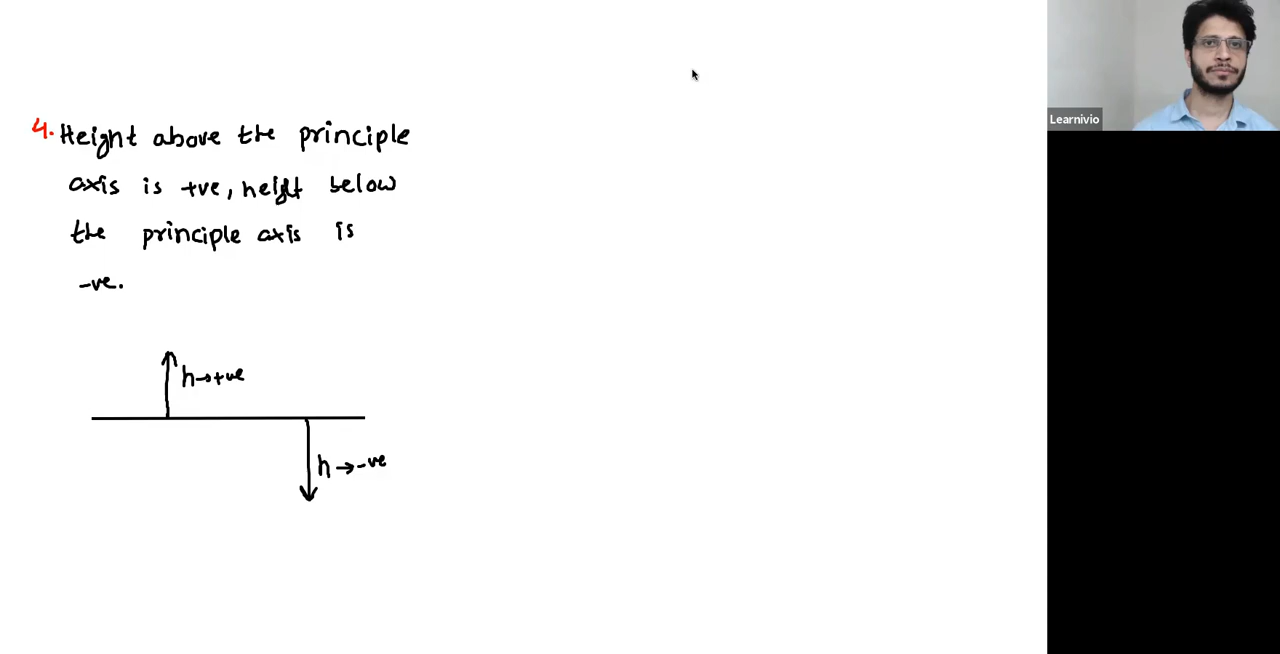 4. Height above the principle
axis is +ve, height below
the principle axis is
-ve.
h→+ve
h→-ve
Learnivio